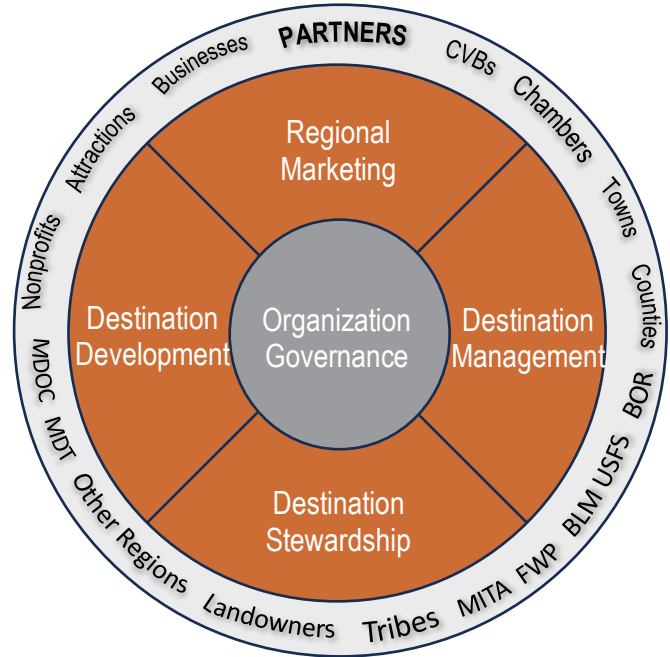 PARTNERS
CVBs
Chambers
Towns
Counties
BOR
USFS
BLM
FWP
MITA
Tribes
Landowners
Other Regions
MDT
MDOC
Nonprofits
Attractions
Businesses
Regional
Marketing
Destination
Development
Organization
Governance
Destination
Management
Destination
Stewardship